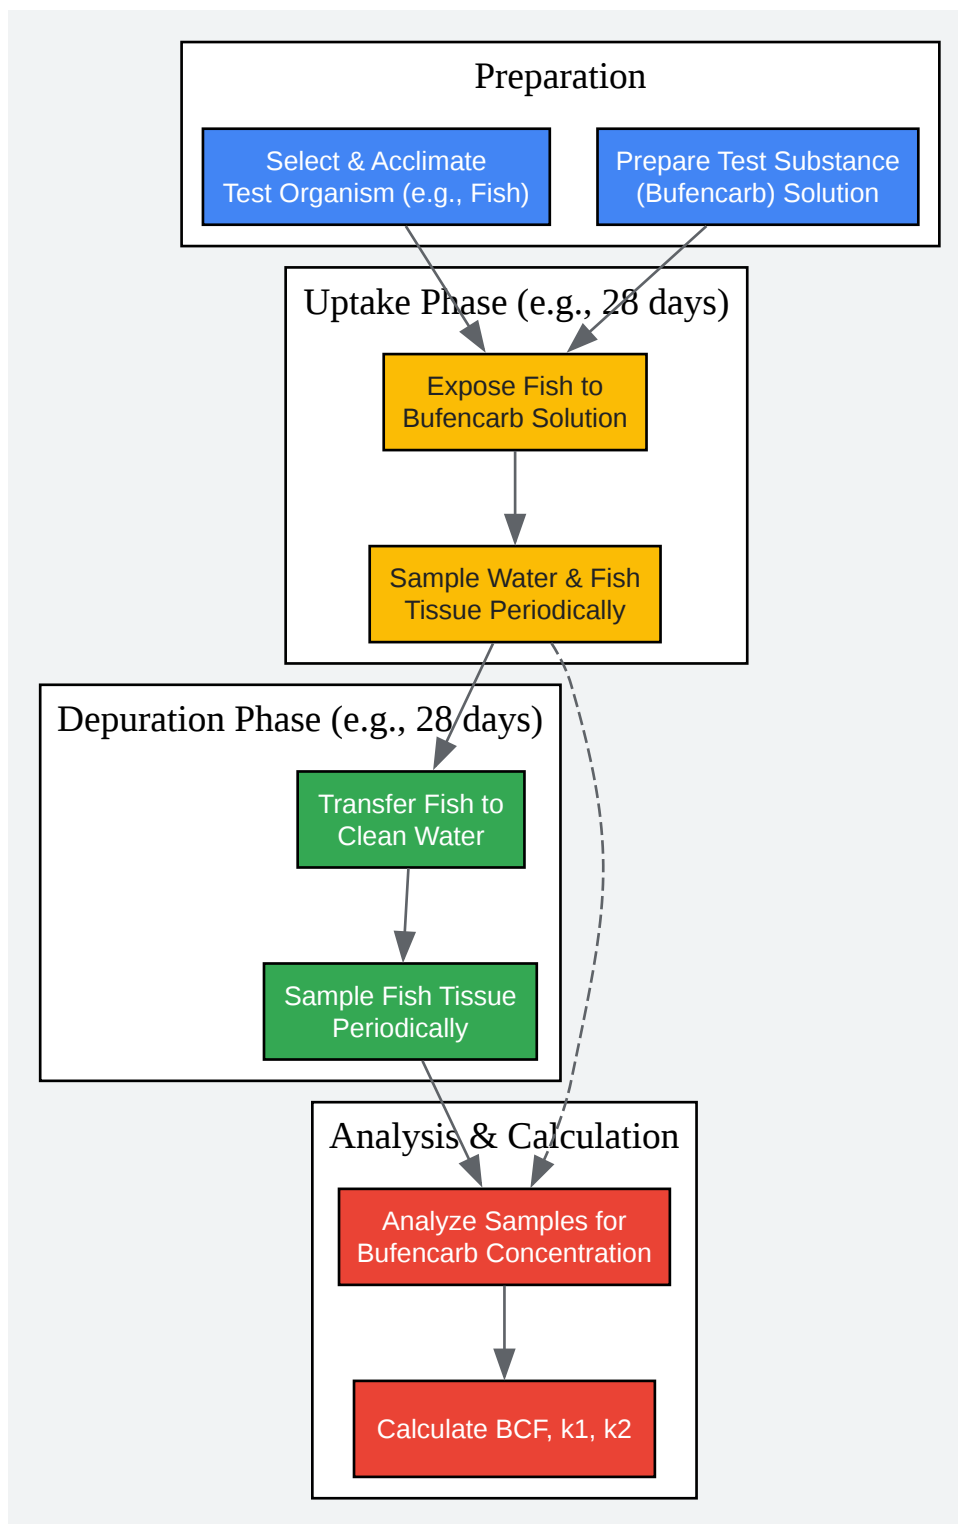 Preparation
Select & Acclimate
Test Organism (e.g., Fish)
Prepare Test Substance
(Bufencarb) Solution
Uptake Phase (e.g., 28 days)
Expose Fish to
Bufencarb Solution
Sample Water & Fish
Tissue Periodically
Depuration Phase (e.g., 28 days)
Transfer Fish to
Clean Water
Sample Fish Tissue
Periodically
Analysis & Calculation
Analyze Samples for
Bufencarb Concentration
Calculate BCF, k1, k2